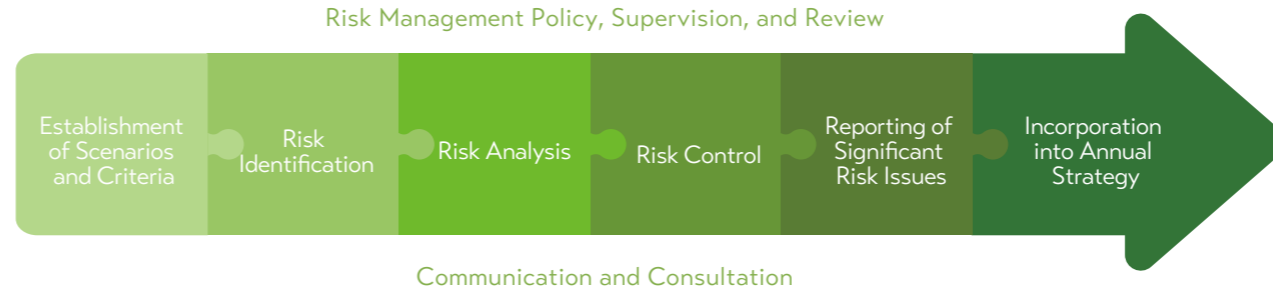 Risk Management Policy, Supervision, and Review
Establishment
of Scenarios
and Criteria
Risk
Identification
Risk Analysis
Risk Control
Reporting of
Significant
Risk Issues
Incorporation
into Annual
Strategy
Communication and Consultation